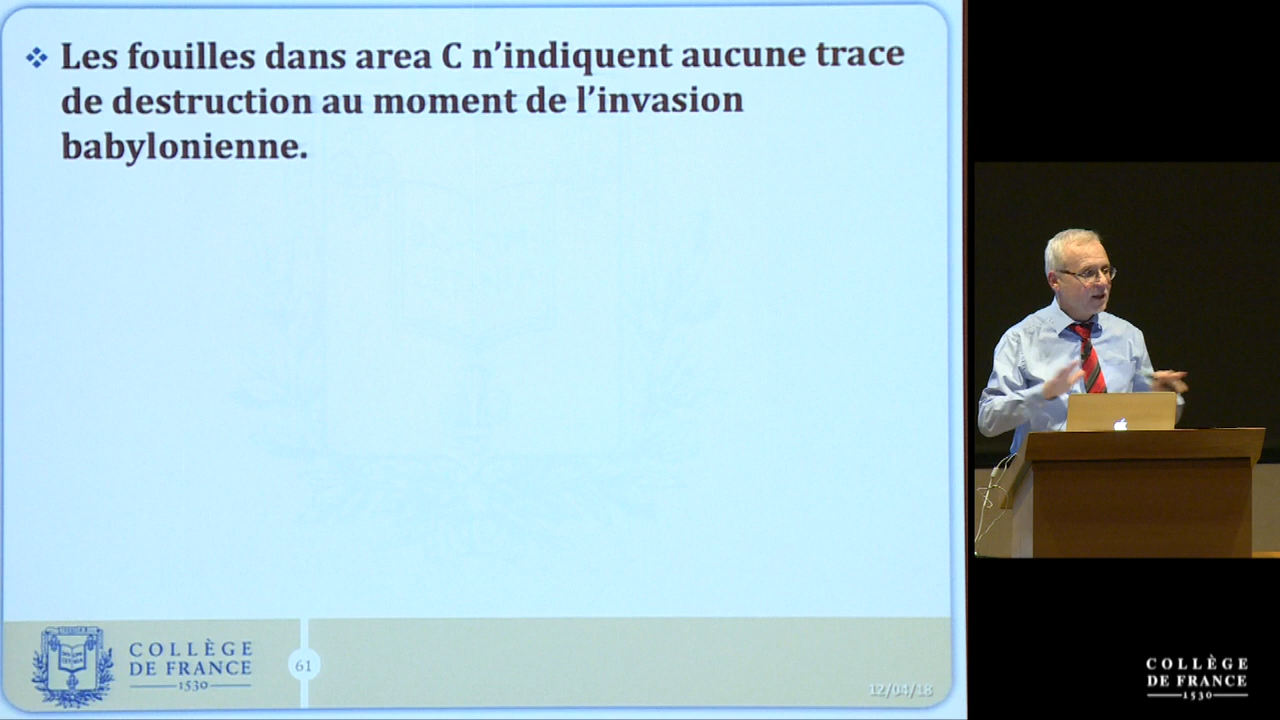 Les fouilles dans area C n’indiquent aucune trace
de destruction au moment de l’invasion
babylonienne.
COLLÈGE
DE FRANCE
1530
61
12/04/18
COLLÈGE
DE FRANCE
1530